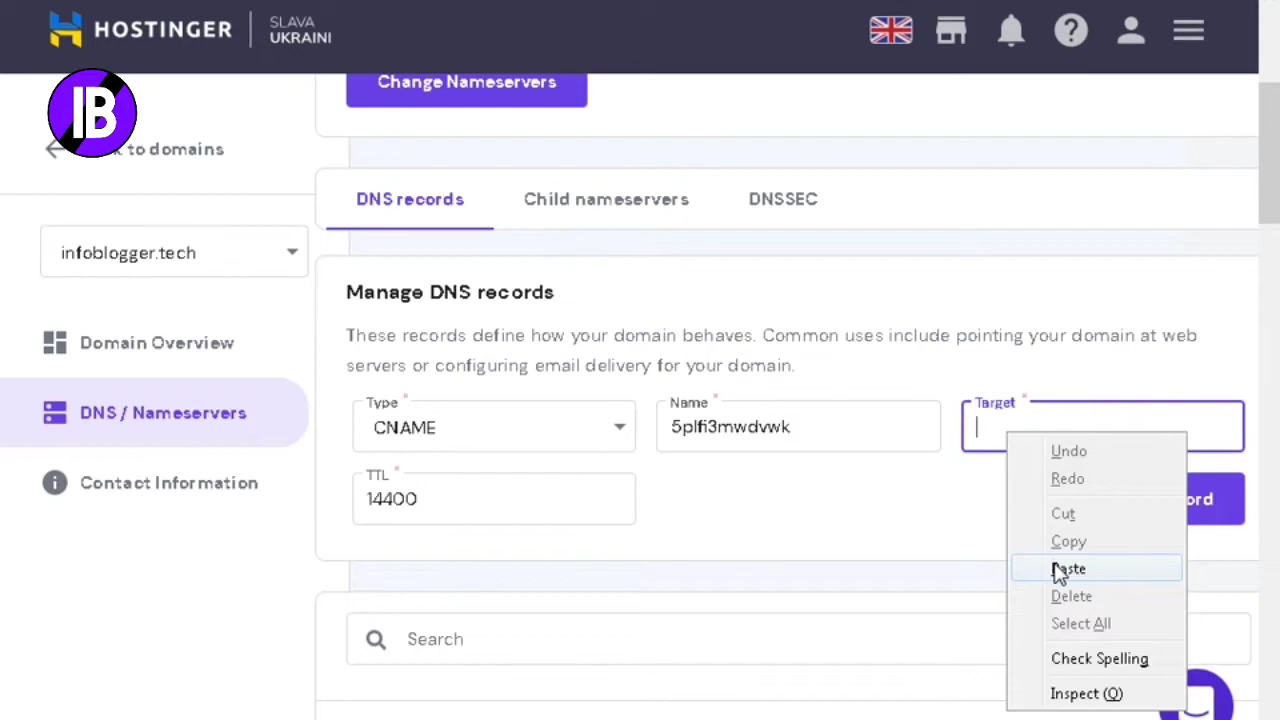 HOSTINGER
SLAVA
UKRAINI
Change Nameservers
IB
to domains
DNS records
Child nameservers
DNSSEC
infoblogger.tech
Manage DNS records
These records define how your domain behaves. Common uses include pointing your domain at web
servers or configuring email delivery for your domain.
Domain Overview
DNS / Nameservers
Contact Information
Type *
CNAME
Name *
5plfi3mwdvwk
Target *
TTL *
14400
Undo
Redo
Cut
Copy
Paste
Delete
Select All
Check Spelling
Inspect (Q)
Search